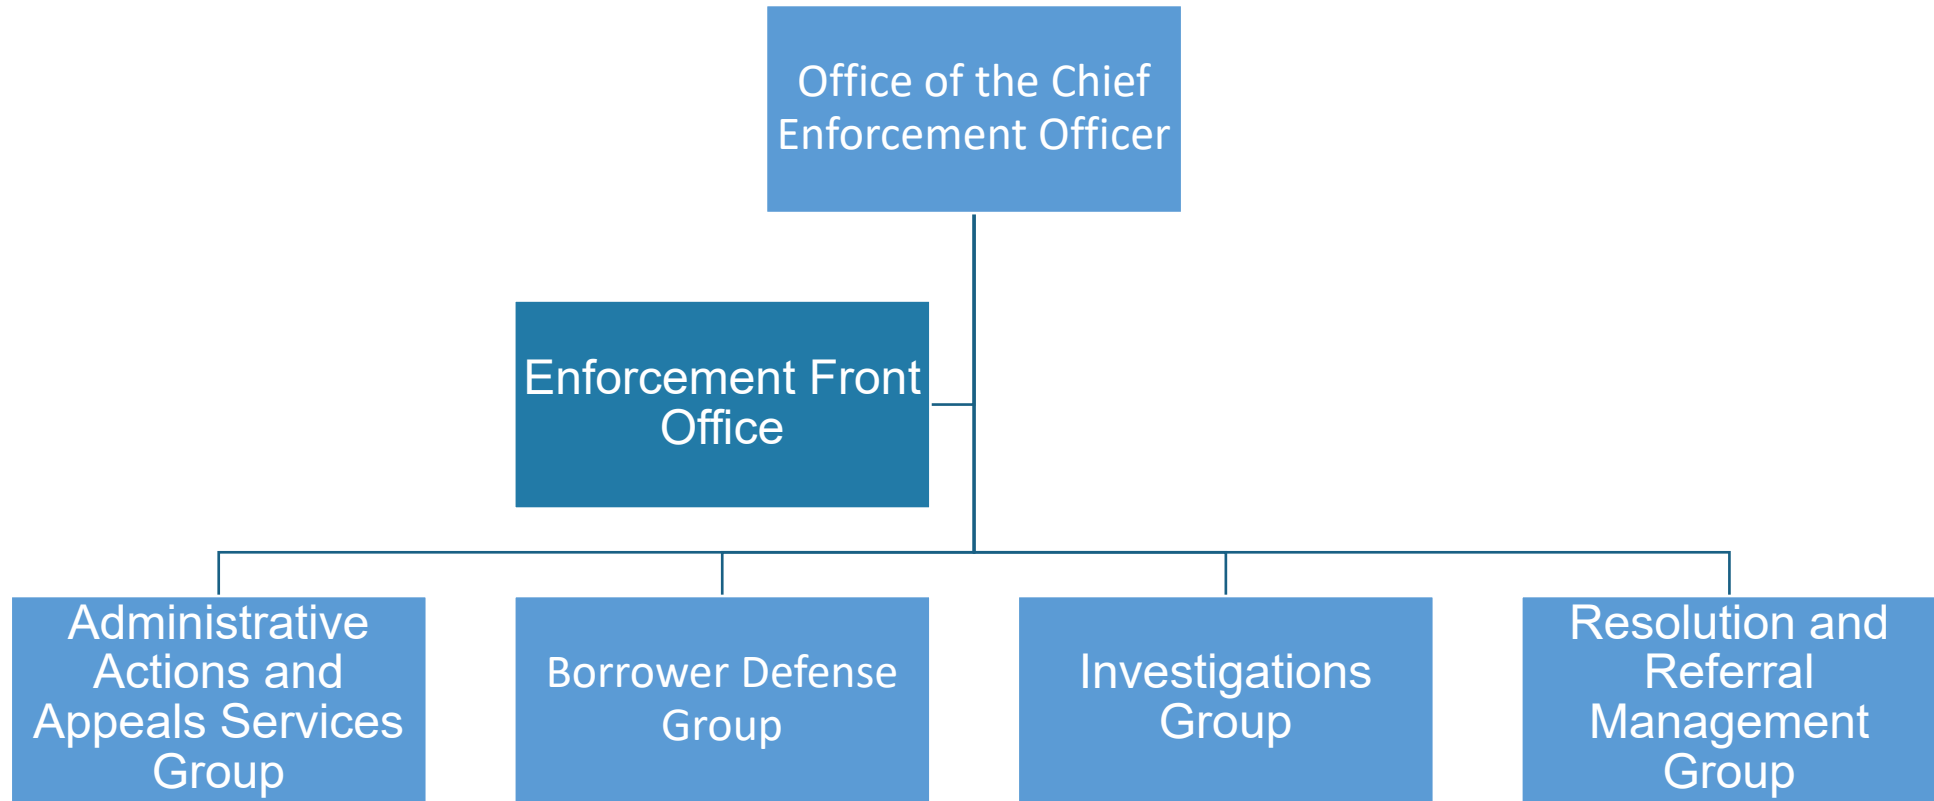 Office of the Chief
Enforcement Officer
Enforcement Front
Office
Administrative
Actions and
Appeals Services
Group
Borrower Defense
Group
Investigations
Group
Resolution and
Referral
Management
Group